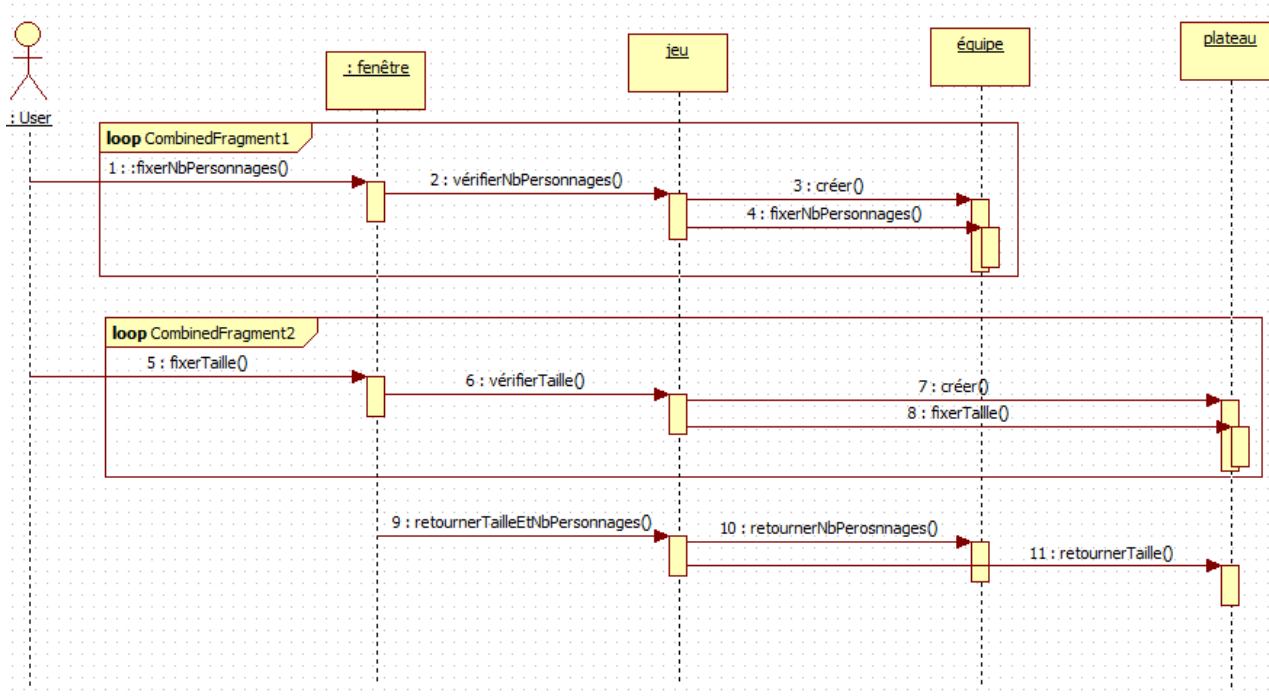 : User
: fenêtre
jeu
équipe
plateau
loop CombinedFragment1
1 : :fixerNbPersonnages()
2 : vérifierNbPersonnages()
3 : créer()
4 : fixerNbPersonnages()
loop CombinedFragment2
5 : fixerTaille()
6 : vérifierTaille()
7 : créer()
8 : fixerTaille()
9 : retournerTailleEtNbPersonnages()
10 : retournerNbPerosnnages()
11 : retournerTaille()